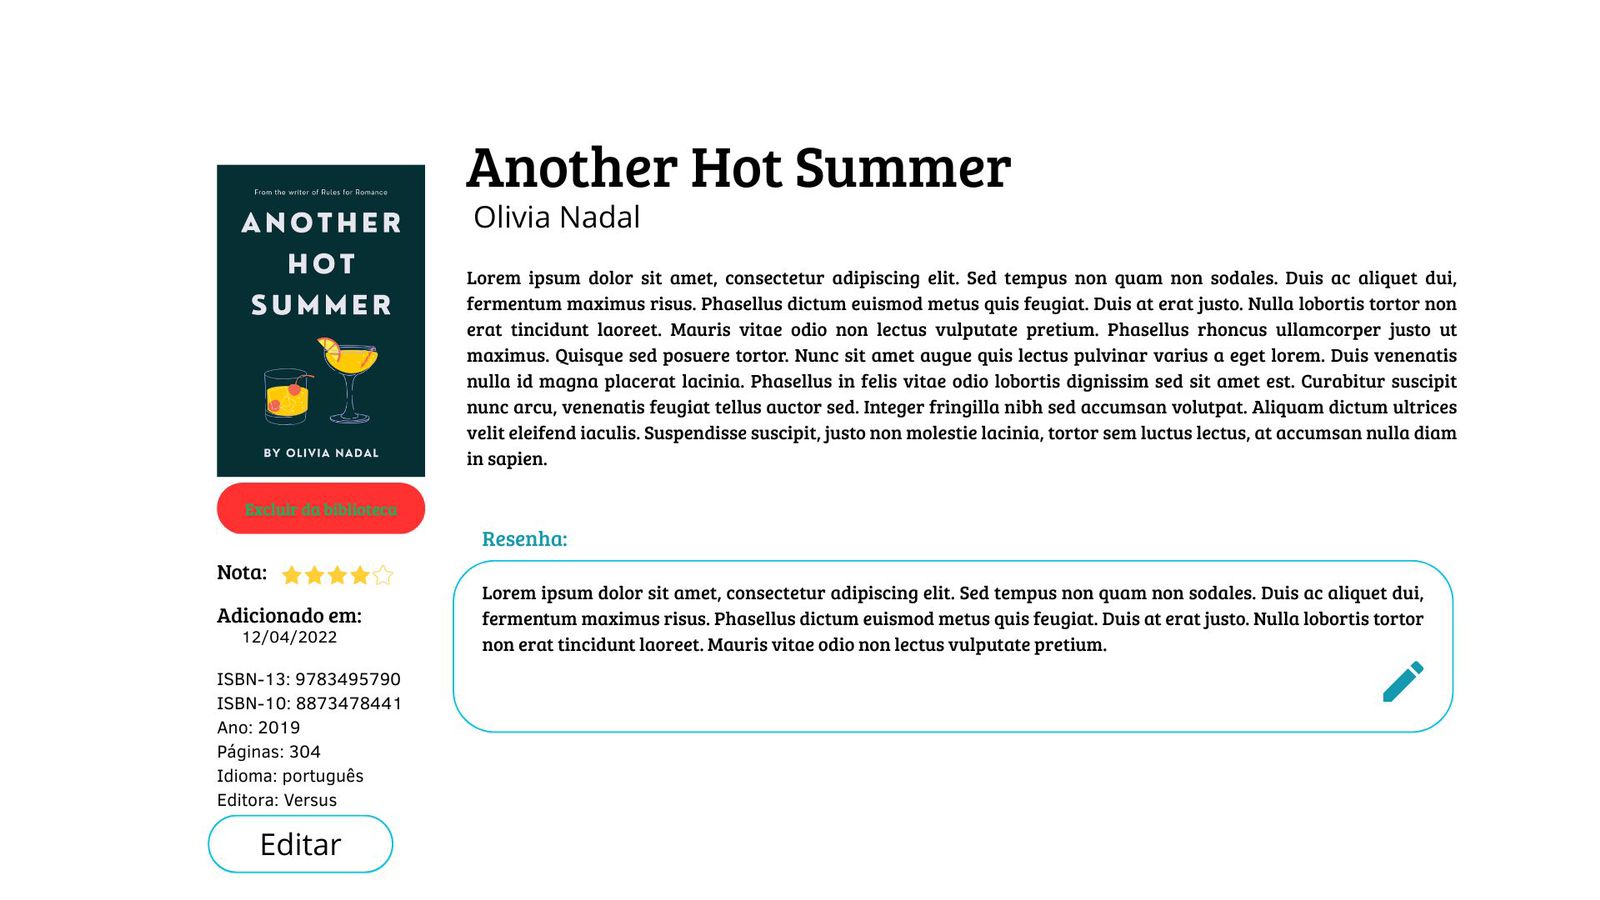 From the writer of Rules for Romance
ANOTHER
HOT
SUMMER
BY OLIVIA NADAL
Excluir da biblioteca
Nota:
Adicionado em:
12/04/2022
ISBN-13: 9783495790
ISBN-10: 8873478441
Ano: 2019
Páginas: 304
Idioma: português
Editora: Versus
Editar
Another Hot Summer
Olivia Nadal
Lorem ipsum dolor sit amet, consectetur adipiscing elit. Sed tempus non quam non sodales. Duis ac aliquet dui,
fermentum maximus risus. Phasellus dictum euismod metus quis feugiat. Duis at erat justo. Nulla lobortis tortor non
erat tincidunt laoreet. Mauris vitae odio non lectus vulputate pretium. Phasellus rhoncus ullamcorper justo ut
maximus. Quisque sed posuere tortor. Nunc sit amet augue quis lectus pulvinar varius a eget lorem. Duis venenatis
nulla id magna placerat lacinia. Phasellus in felis vitae odio lobortis dignissim sed sit amet est. Curabitur suscipit
nunc arcu, venenatis feugiat tellus auctor sed. Integer fringilla nibh sed accumsan volutpat. Aliquam dictum ultrices
velit eleifend iaculis. Suspendisse suscipit, justo non molestie lacinia, tortor sem luctus lectus, at accumsan nulla diam
in sapien.
Resenha:
Lorem ipsum dolor sit amet, consectetur adipiscing elit. Sed tempus non quam non sodales. Duis ac aliquet dui,
fermentum maximus risus. Phasellus dictum euismod metus quis feugiat. Duis at erat justo. Nulla lobortis tortor
non erat tincidunt laoreet. Mauris vitae odio non lectus vulputate pretium.